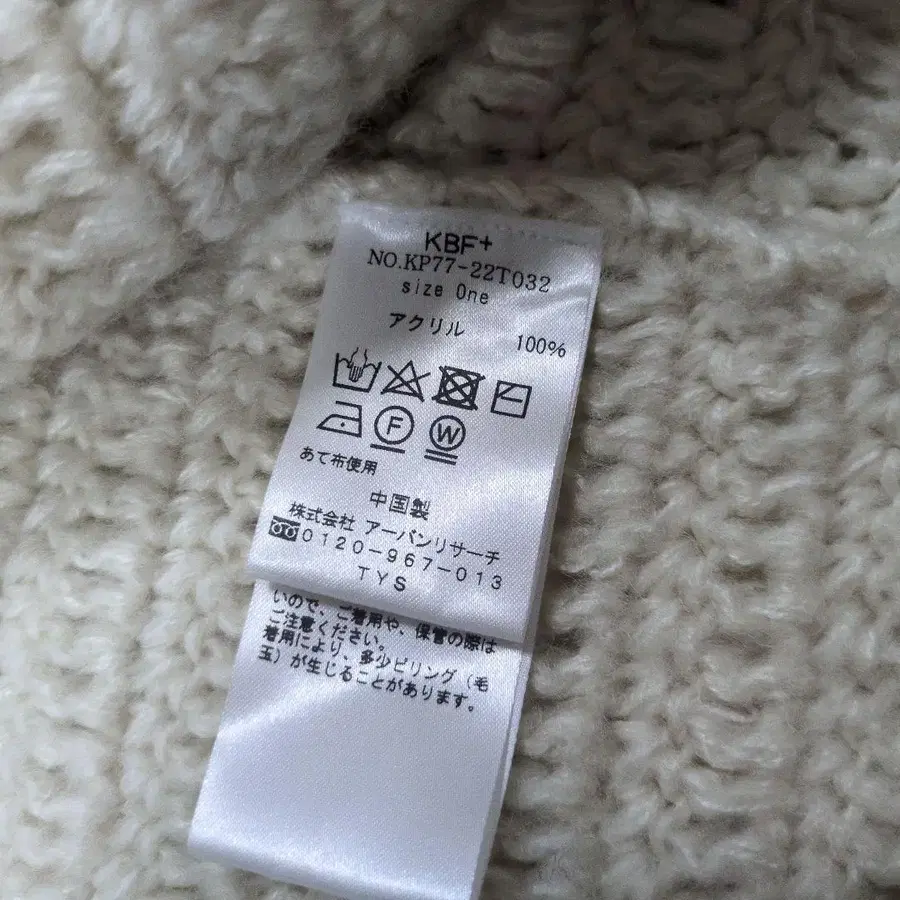 KBF+
NO.KP77-22T032
size One
アクリル 100%
F W
あて布使用
中国製
株式会社 アーバンリサーチ
0120-967-013
TYS
いので、ご着用や、保管の際は
ご注意ください。
着用により、多少ピリング(毛
玉)が生じることがあります。